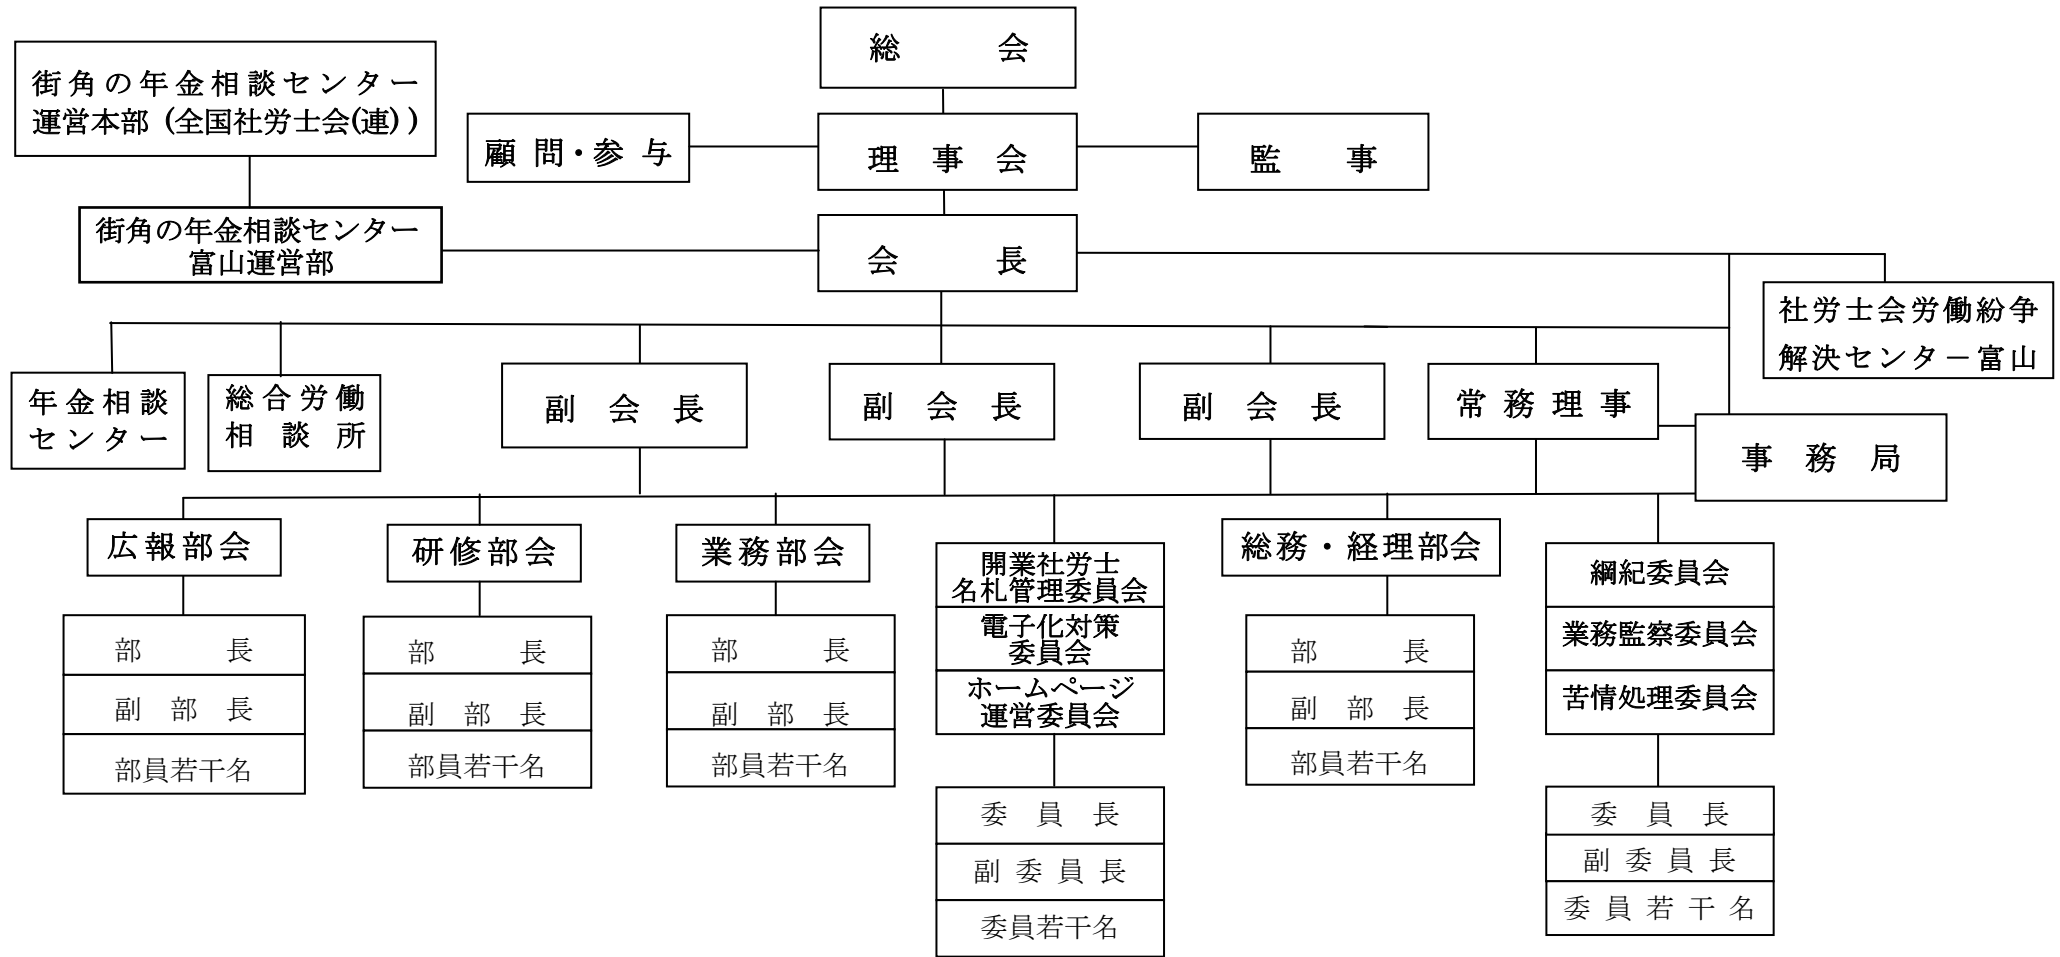 総会
街角の年金相談センター
運営本部(全国社労士会(連))
顧問・参与
理事会
監事
街角の年金相談センター
富山運営部
会長
社労士会労働紛争
解決センター富山
年金相談
センター
総合労働
相談所
副会長
副会長
副会長
常務理事
事務局
広報部会
研修部会
業務部会
開業社労士
名札管理委員会
電子化対策
委員会
ホームページ
運営委員会
総務・経理部会
綱紀委員会
業務監察委員会
苦情処理委員会
部長
副部長
部員若干名
部長
副部長
部員若干名
部長
副部長
部員若干名
委員長
副委員長
委員若干名
部長
副部長
部員若干名
委員長
副委員長
委員若干名